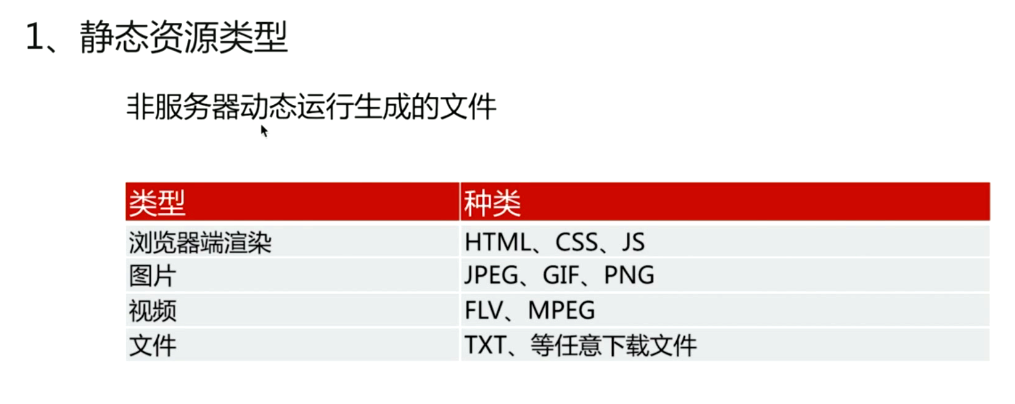 1、静态资源类型
非服务器动态运行生成的文件
类型 种类
浏览器端渲染 HTML、CSS、JS
图片 JPEG、GIF、PNG
视频 FLV、MPEG
文件 TXT、等任意下载文件